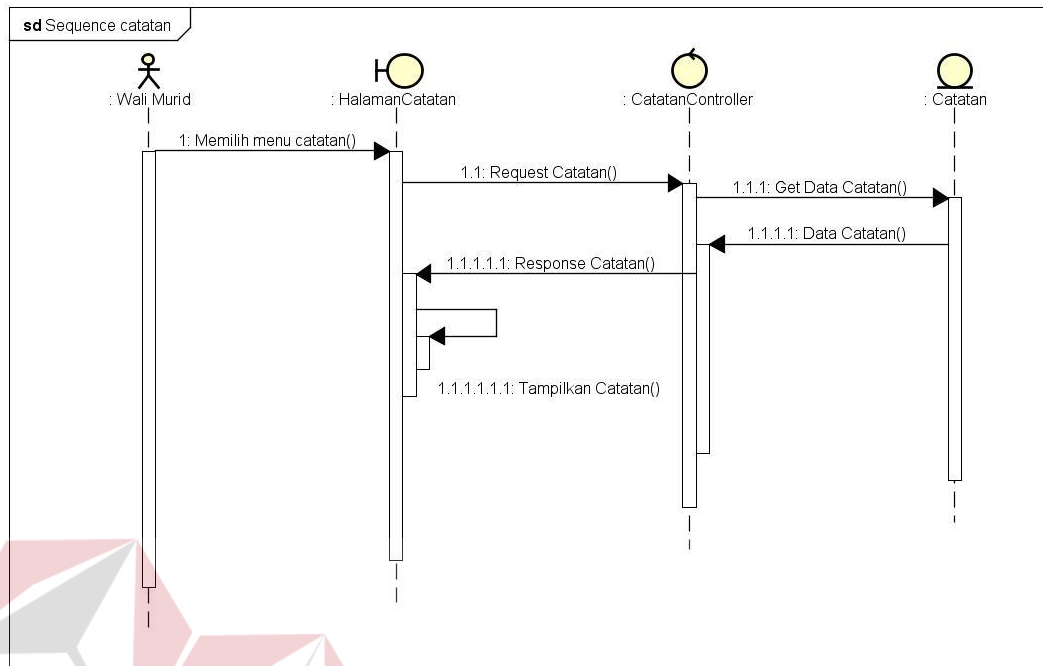 sd Sequence catatan
: Wali Murid
: HalamanCatatan
: CatatanController
: Catatan
1: Memilih menu catatan()
1.1: Request Catatan()
1.1.1: Get Data Catatan()
1.1.1.1: Data Catatan()
1.1.1.1.1: Response Catatan()
1.1.1.1.1.1: Tampilkan Catatan()